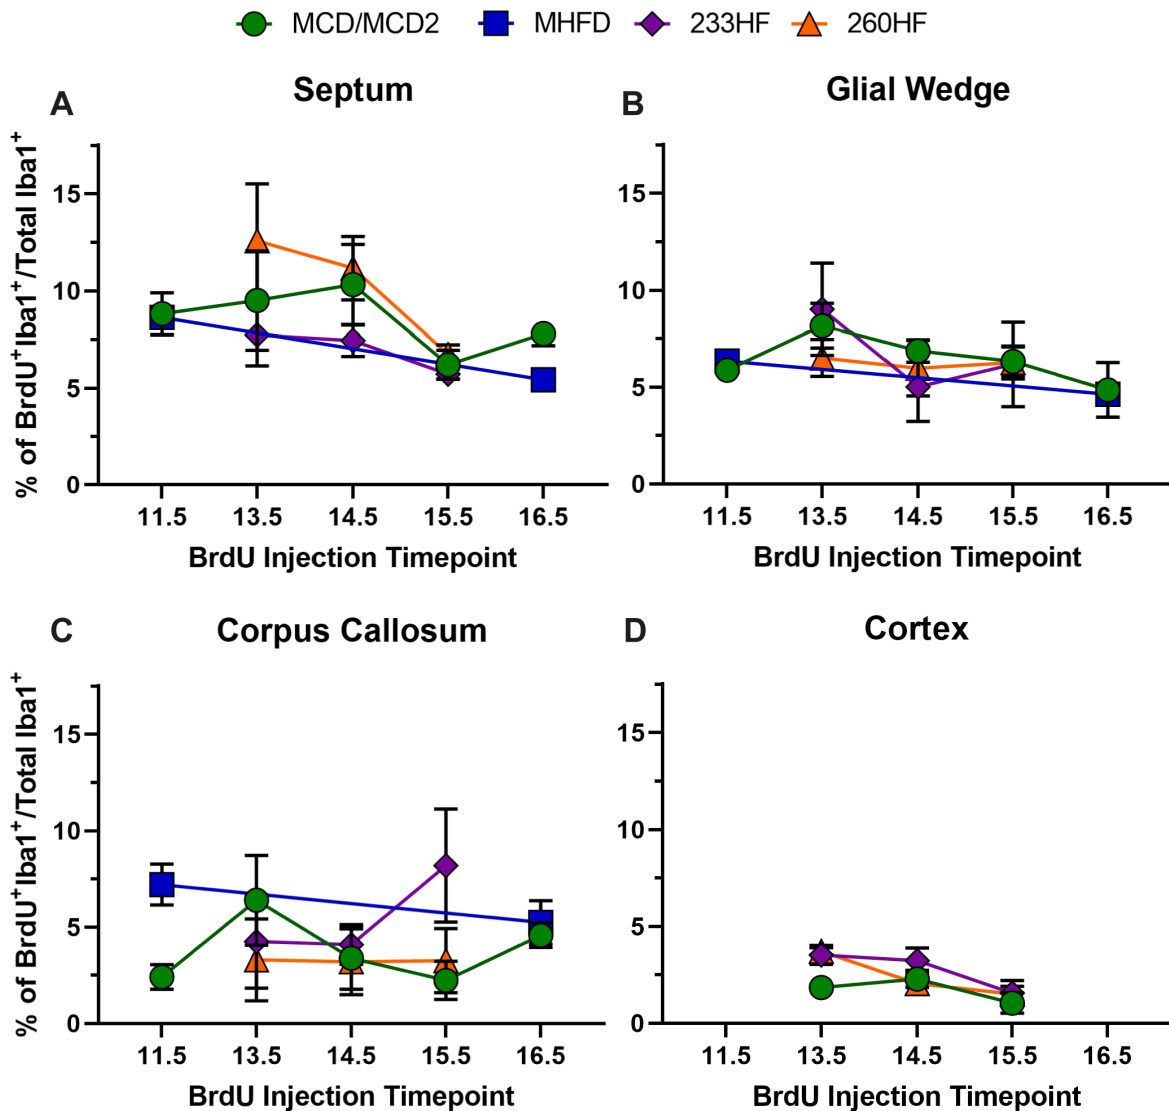 MCD/MCD2 MHFD 233HF 260HF
A Septum
% of BrdU⁺Iba1⁺/Total Iba1⁺
15
10
5
0
11.5 13.5 14.5 15.5 16.5
BrdU Injection Timepoint
B Glial Wedge
15
10
5
0
11.5 13.5 14.5 15.5 16.5
BrdU Injection Timepoint
C Corpus Callosum
% of BrdU⁺Iba1⁺/Total Iba1⁺
15
10
5
0
11.5 13.5 14.5 15.5 16.5
BrdU Injection Timepoint
D Cortex
15
10
5
0
11.5 13.5 14.5 15.5 16.5
BrdU Injection Timepoint